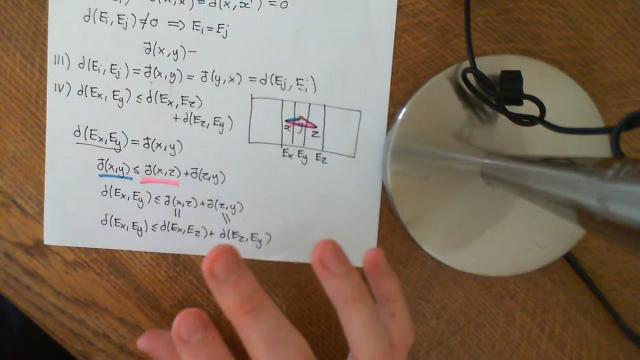 d(Ei,Ej)≠0 ⟹ Ei=Ej
d̄(x,y)-
III) d(Ei,Ej)=d̄(x,y)=d̄(y,x)=d(Ej,Ei)
IV) d(Ex,Ey)≤d(Ex,Ez)
+d(Ez,Ey)
x y z
Ex Ey Ez
d(Ex,Ey)=d̄(x,y)
d̄(x,y)≤d̄(x,z)+d̄(z,y)
d(Ex,Ey)≤d̄(x,z)+d̄(z,y)
= =
d(Ex,Ey)≤d(Ex,Ez)+d(Ez,Ey)